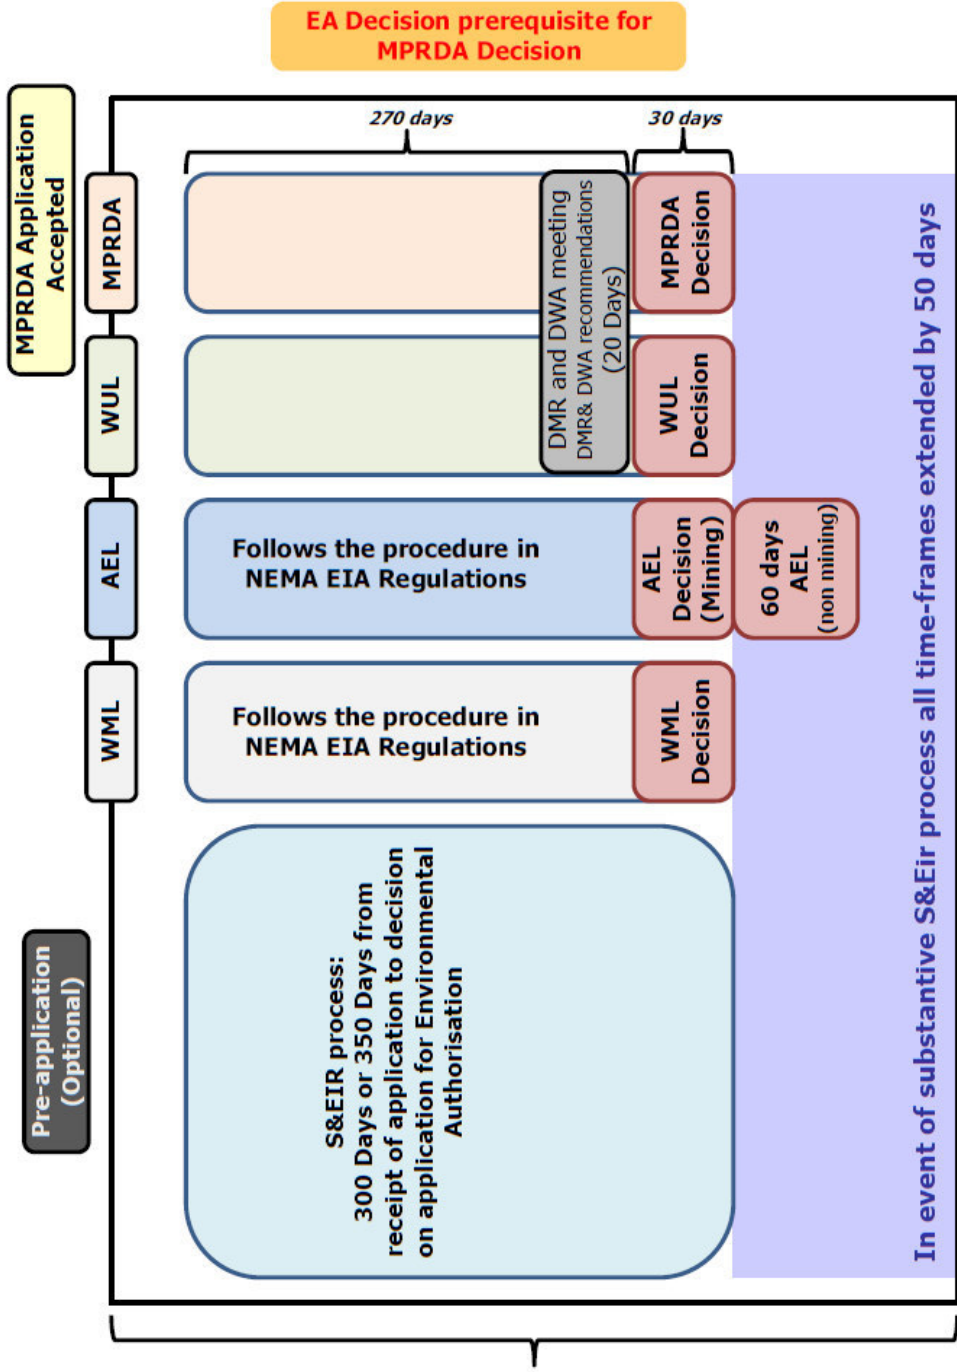 EA Decision prerequisite for
MPRDA Decision
MPRDA Application
Accepted
Pre-application
(Optional)
WML
AEL
WUL
MPRDA
S&EIR process:
300 Days or 350 Days from
receipt of application to decision
on application for Environmental
Authorisation
Follows the procedure in
NEMA EIA Regulations
Follows the procedure in
NEMA EIA Regulations
270 days
DMR and DWA meeting
DMR& DWA recommendations
(20 Days)
30 days
WML
Decision
AEL
Decision
(Mining)
WUL
Decision
MPRDA
Decision
60 days
AEL
(non mining)
In event of substantive S&Eir process all time-frames extended by 50 days